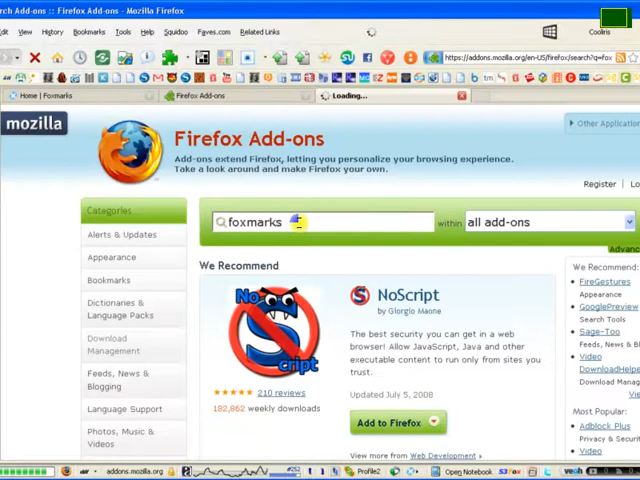 rch Add-ons :: Firefox Add-ons - Mozilla Firefox
Edit View History Bookmarks Tools Help Squidoo Faves.com Related Links Cooliris
https://addons.mozilla.org/en-US/firefox/search?q=fox
Home | Foxmarks Firefox Add-ons Loading...
mozilla
Firefox Add-ons
Add-ons extend Firefox, letting you personalize your browsing experience.
Take a look around and make Firefox your own.
Other Application
Register Lo
Categories
Alerts & Updates
Appearance
Bookmarks
Dictionaries &
Language Packs
Download
Management
Feeds, News &
Blogging
Language Support
Photos, Music &
Videos
foxmarks within all add-ons
Advanc
We Recommend
No
S
cript
210 reviews
182,862 weekly downloads
NoScript
by Giorgio Maone
The best security you can get in a web
browser! Allow JavaScript, Java and other
executable content to run only from sites you
trust.
Updated July 5, 2008
Add to Firefox
View more from Web Development
We Recommend:
FireGestures
Appearance
GooglePreview
Search Tools
Sage-Too
Feeds, News & B
Video
DownloadHelpe
Download Manag
Vie
Most Popular:
Adblock Plus
Privacy & Securit
Video
addons.mozilla.org #252 Profile2 Open Notebook S3Fox veoh